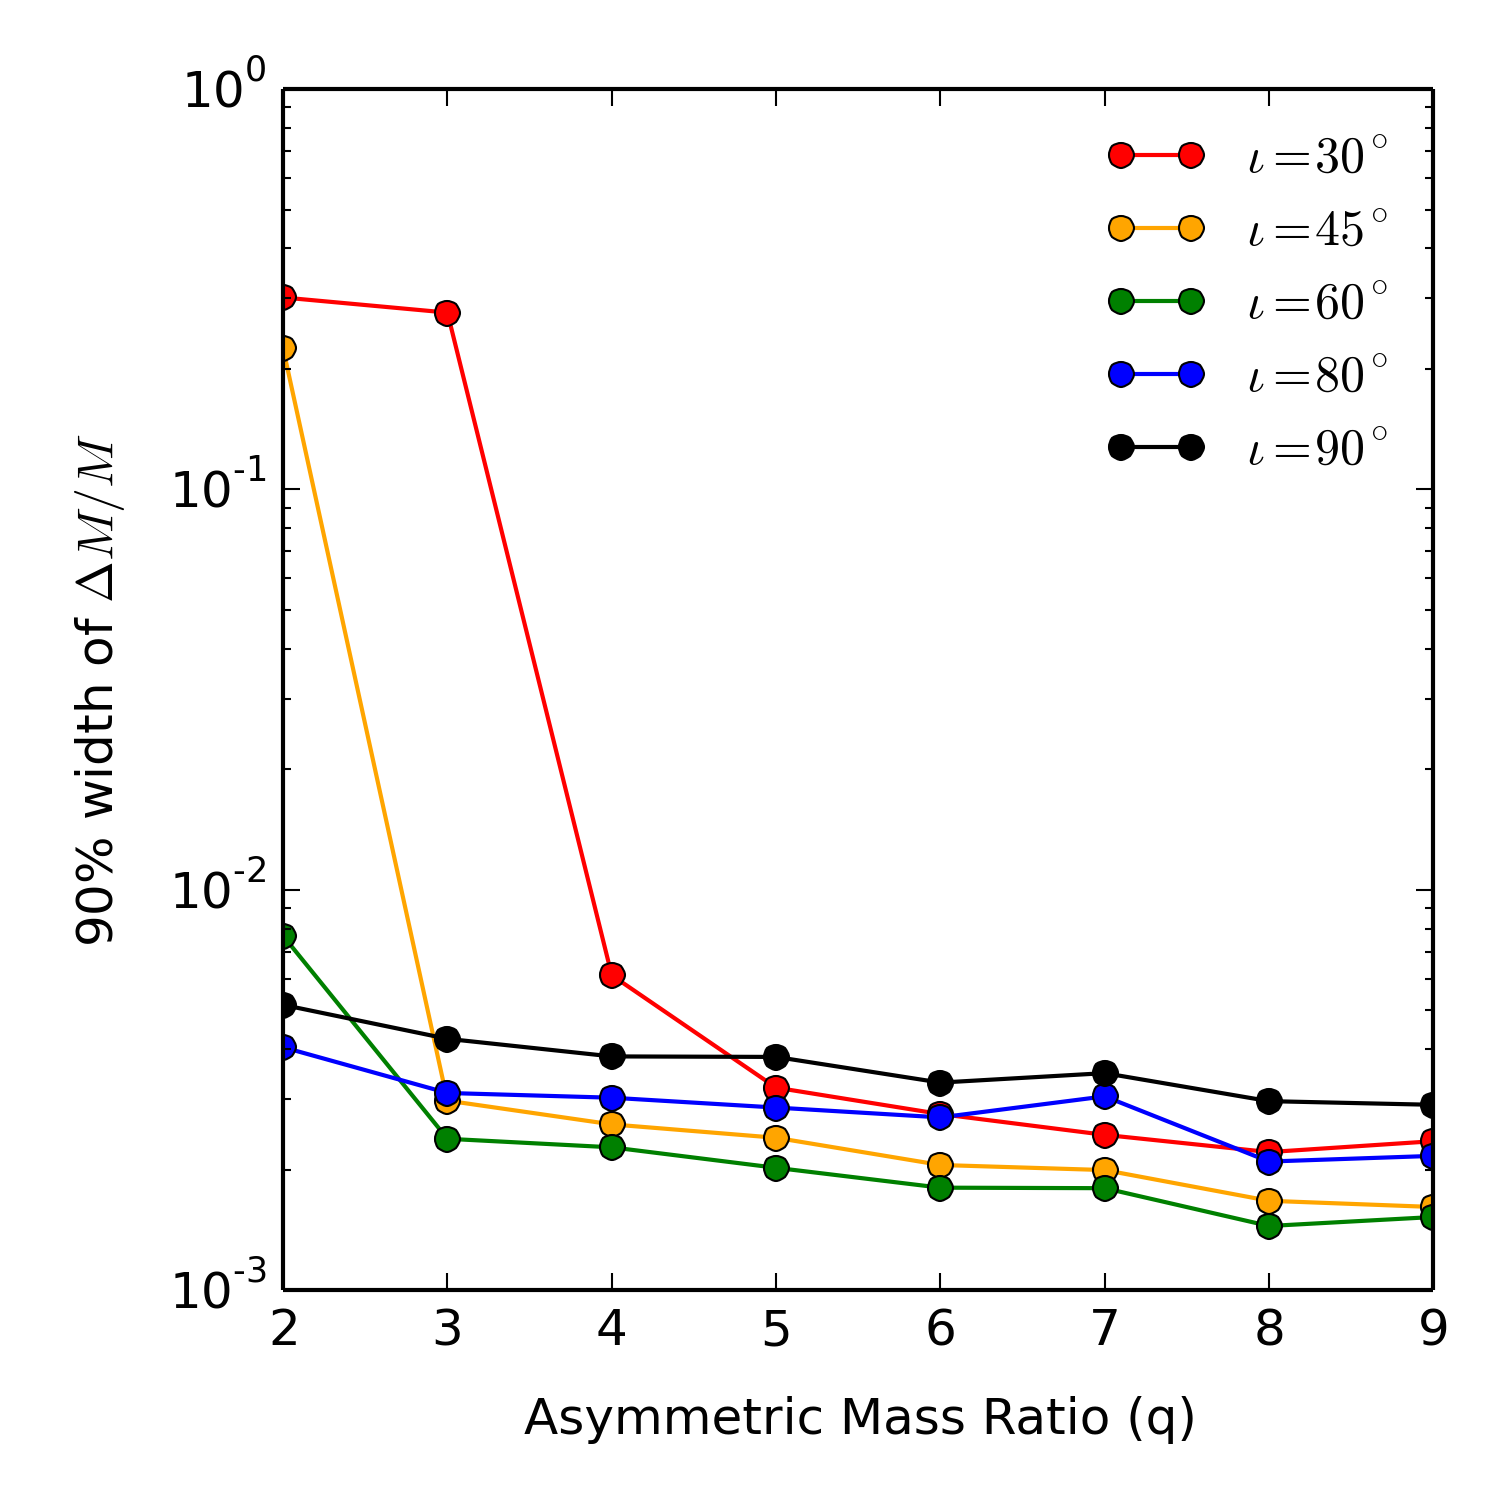 10^0
10^-1
10^-2
10^-3
90% width of ΔM/M
ι=30°
ι=45°
ι=60°
ι=80°
ι=90°
2 3 4 5 6 7 8 9
Asymmetric Mass Ratio (q)